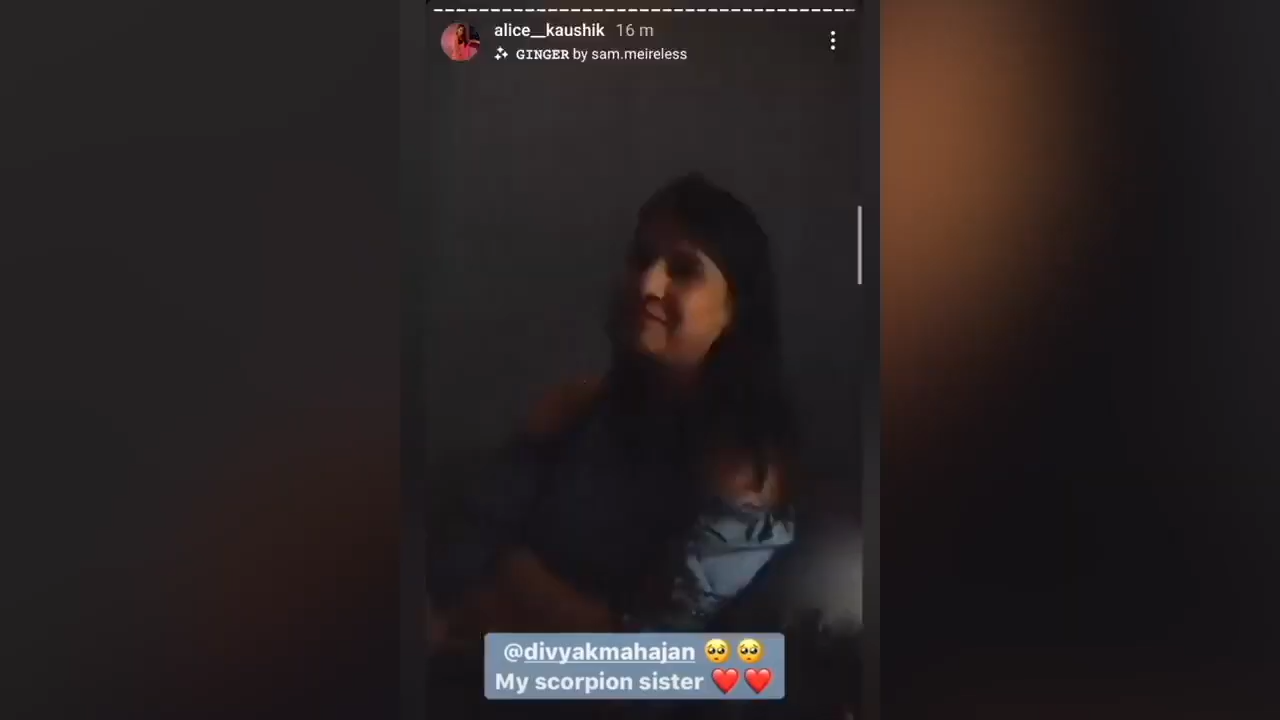 alice__kaushik 16 m
GINGER by sam.meireless
@divyakmahajan 🥺🥺
My scorpion sister ❤️❤️